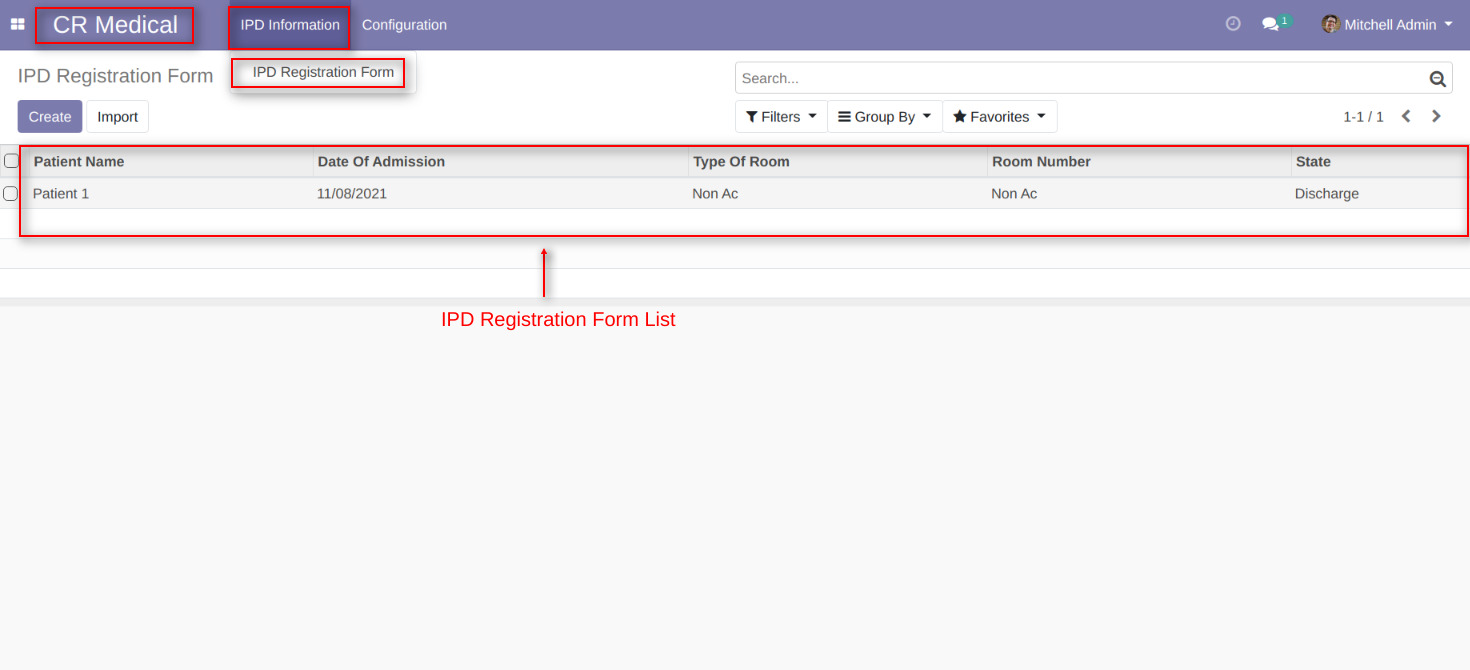 CR Medical IPD Information Configuration 1 Mitchell Admin
IPD Registration Form
IPD Registration Form
Search...
Create Import Filters Group By Favorites 1-1 / 1
Patient Name Date Of Admission Type Of Room Room Number State
Patient 1 11/08/2021 Non Ac Non Ac Discharge
IPD Registration Form List